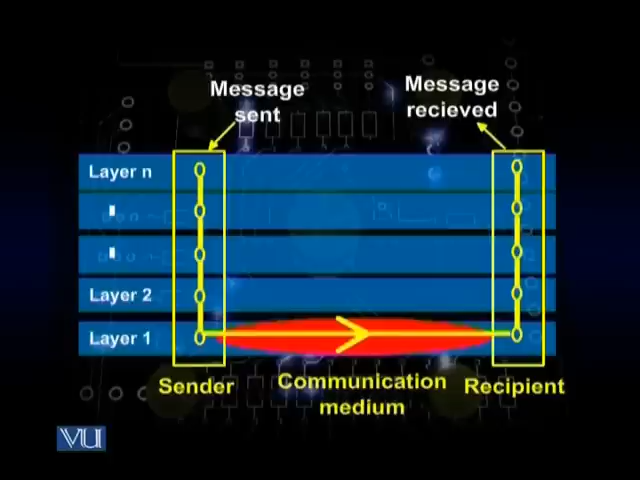 Message
sent
Message
recieved
Layer n
Layer 2
Layer 1
Sender
Communication
medium
Recipient
VU